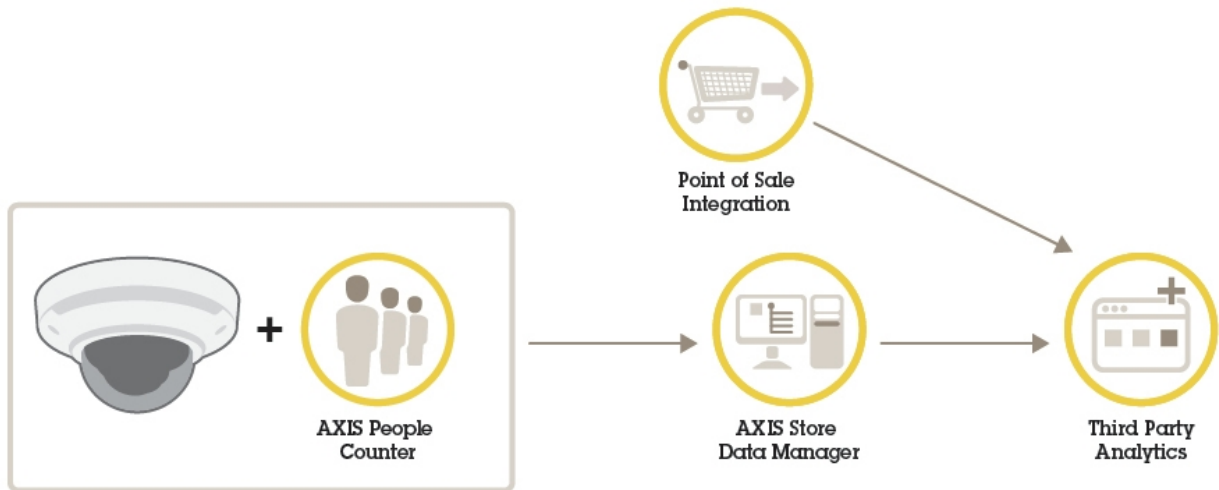 Point of Sale
Integration
+
AXIS People
Counter
AXIS Store
Data Manager
Third Party
Analytics